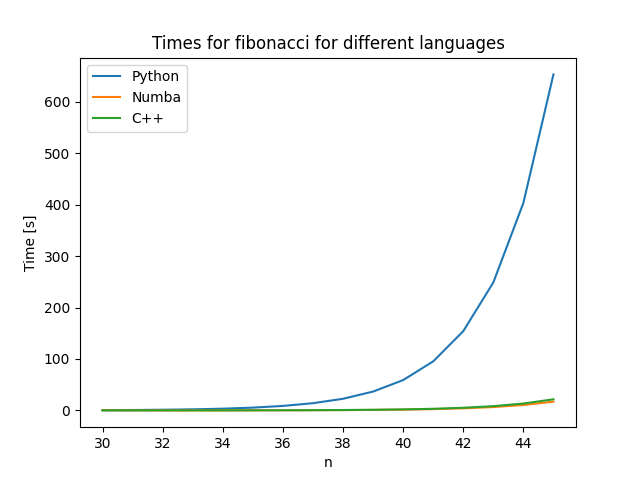 Times for fibonacci for different languages
Python
Numba
C++
600
500
400
300
200
100
0
Time [s]
30 32 34 36 38 40 42 44
n